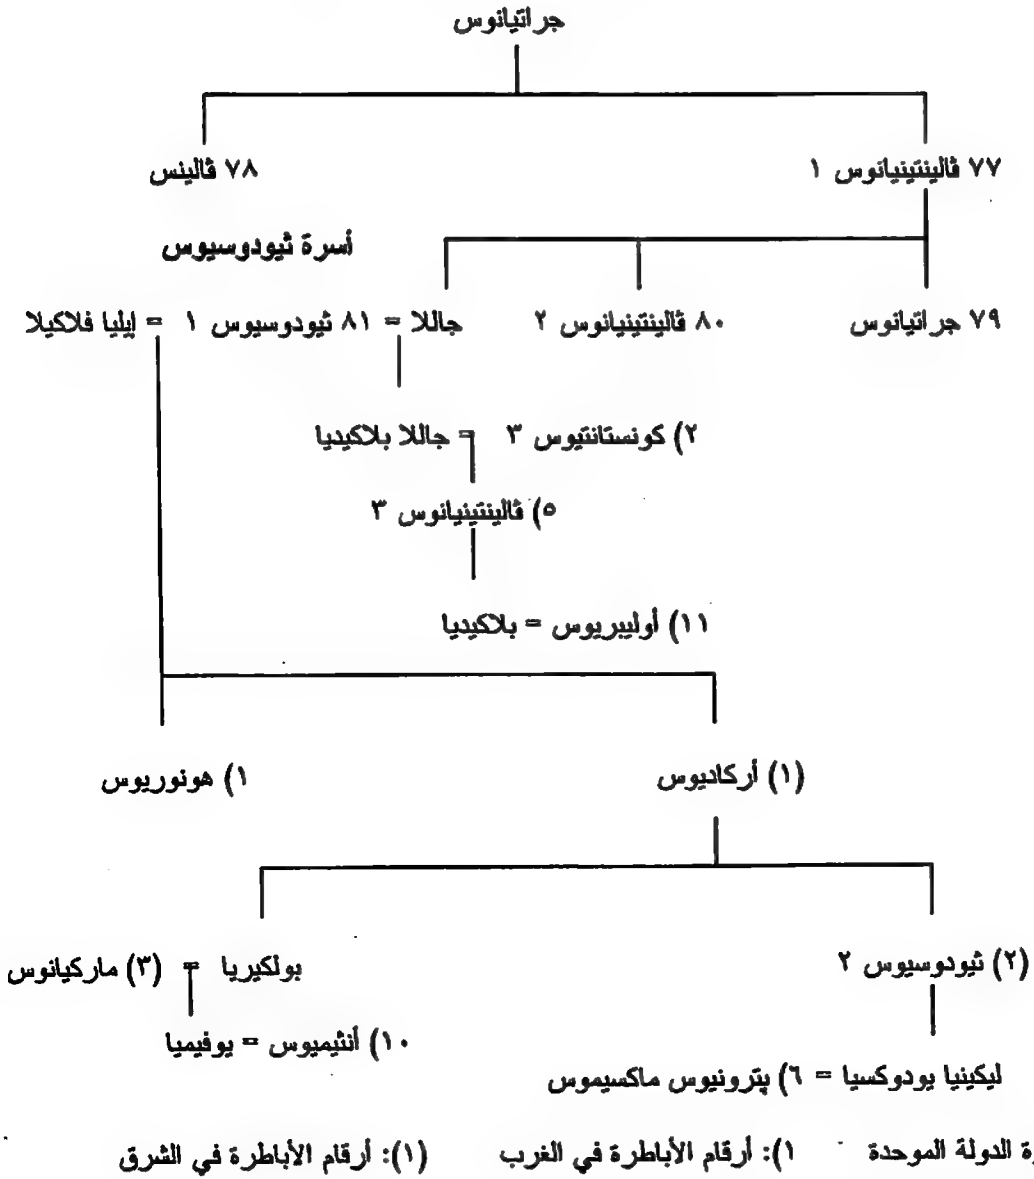 جراتيانوس
٧٧ ڤالينتينيانوس ١ ٧٨ ڤالينس
أسرة ثيودوسيوس
٧٩ جراتيانوس ٨٠ ڤالينتينيانوس ٢ جاللا = ٨١ ثيودوسيوس ١ = إيليا فلاكيلا
٢) كونستانتيوس ٣ = جاللا بلاكيديا
٥) ڤالينتينيانوس ٣
١١) أوليبريوس = بلاكيديا
(١) أركاديوس ١) هونوريوس
(٢) ثيودوسيوس ٢ بولكيريا = (٣) ماركيانوس
١٠) أنثيميوس = يوفيميا
ليكينيا يودوكسيا = ٦) پترونيوس ماكسيموس
ة الدولة الموحدة ١): أرقام الأباطرة في الغرب (١): أرقام الأباطرة في الشرق